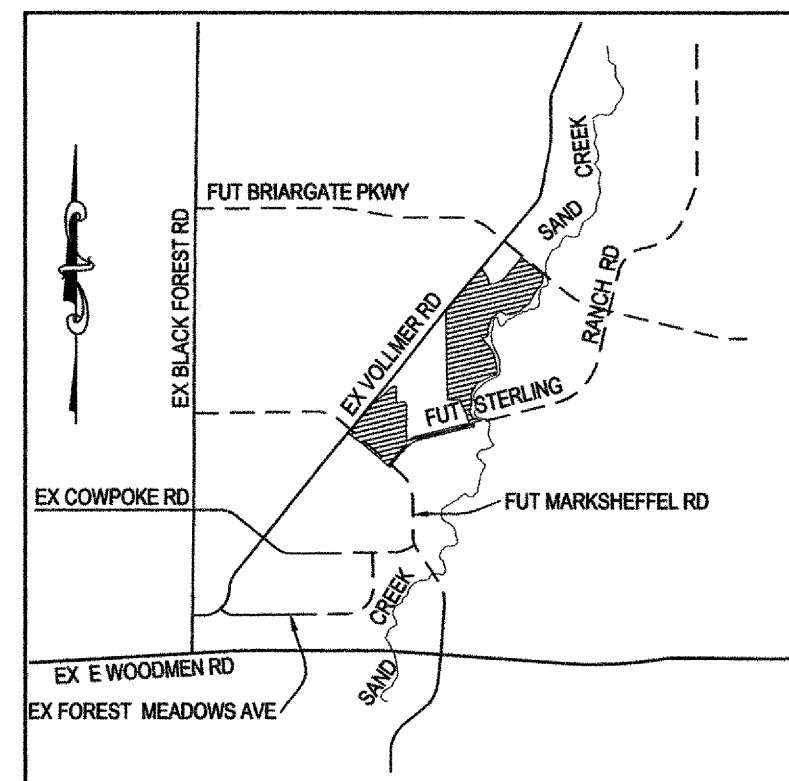 SAND CREEK
FUT BRIARGATE PKWY
EX BLACK FOREST RD
EX VOLLMER RD
RANCH RD
FUT STERLING
EX COWPOKE RD
FUT MARKSHEFFEL RD
SAND CREEK
EX E WOODMEN RD
EX FOREST MEADOWS AVE